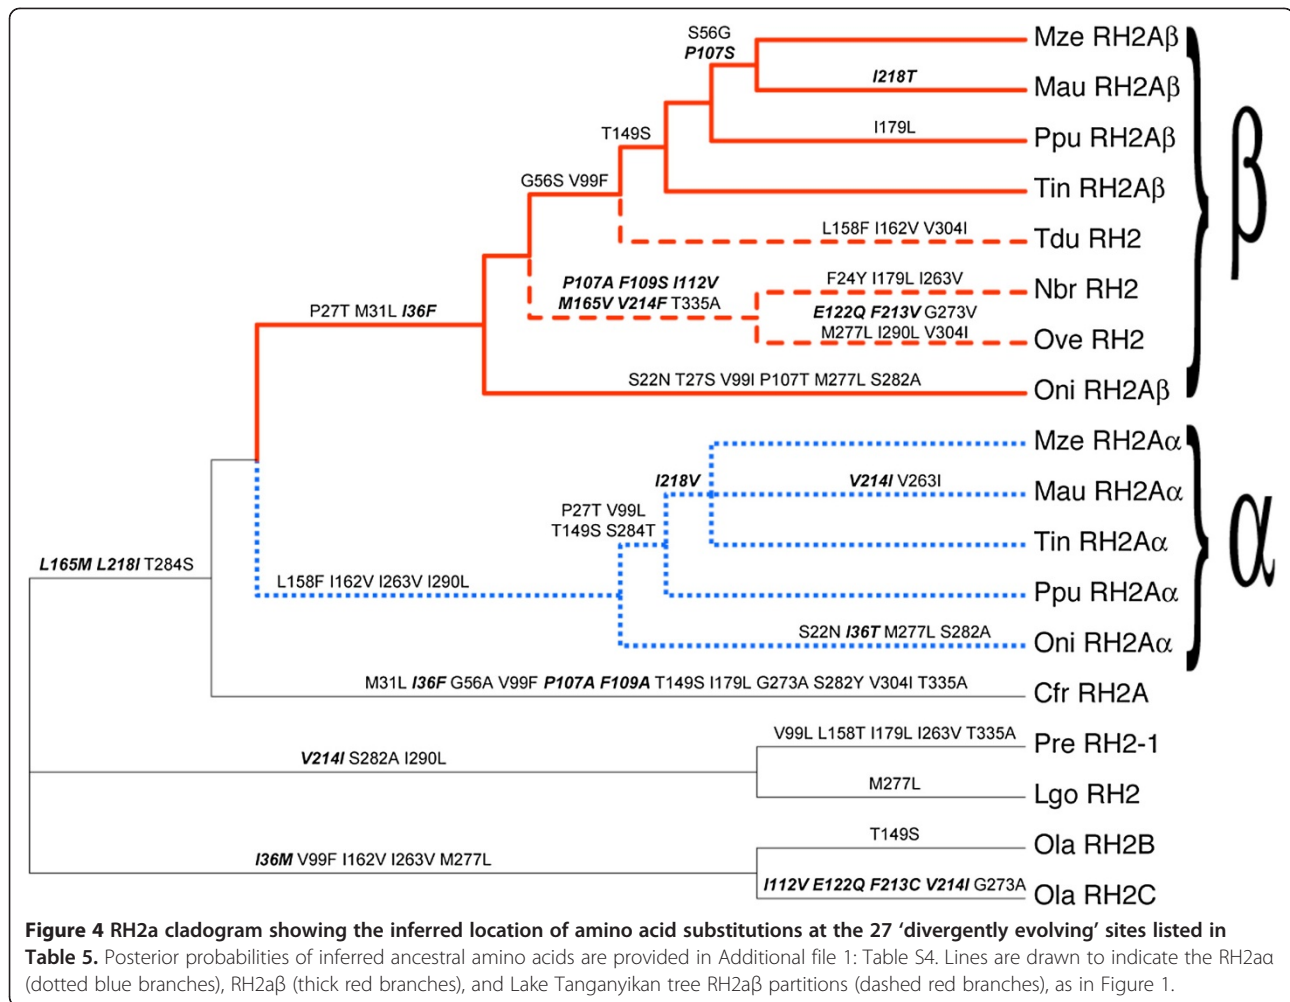 S56G
P107S
Mze RH2Aβ
I218T
Mau RH2Aβ
I179L
Ppu RH2Aβ
T149S
Tin RH2Aβ
G56S V99F
L158F I162V V304I
Tdu RH2
P107A F109S I112V
M165V V214F T335A
F24Y I179L I263V
Nbr RH2
E122Q F213V G273V
M277L I290L V304I
Ove RH2
P27T M31L I36F
S22N T27S V99I P107T M277L S282A
Oni RH2Aβ
β
Mze RH2Aα
I218V
V214I V263I
Mau RH2Aα
P27T V99L
T149S S284T
Tin RH2Aα
L165M L218I T284S
L158F I162V I263V I290L
Ppu RH2Aα
S22N I36T M277L S282A
Oni RH2Aα
α
M31L I36F G56A V99F P107A F109A T149S I179L G273A S282Y V304I T335A
Cfr RH2A
V99L L158T I179L I263V T335A
Pre RH2-1
V214I S282A I290L
M277L
Lgo RH2
T149S
Ola RH2B
I36M V99F I162V I263V M277L
I112V E122Q F213C V214I G273A
Ola RH2C
Figure 4 RH2a cladogram showing the inferred location of amino acid substitutions at the 27 ‘divergently evolving’ sites listed in
Table 5. Posterior probabilities of inferred ancestral amino acids are provided in Additional file 1: Table S4. Lines are drawn to indicate the RH2aα
(dotted blue branches), RH2aβ (thick red branches), and Lake Tanganyikan tree RH2aβ partitions (dashed red branches), as in Figure 1.